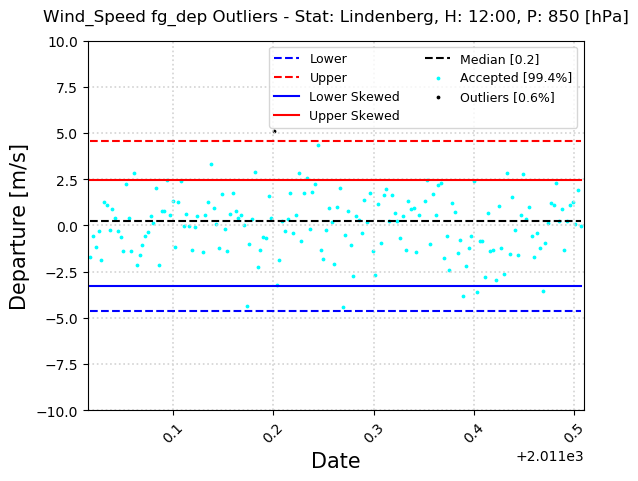 Wind_Speed fg_dep Outliers - Stat: Lindenberg, H: 12:00, P: 850 [hPa]
Lower
Upper
Lower Skewed
Upper Skewed
Median [0.2]
Accepted [99.4%]
Outliers [0.6%]
Departure [m/s]
10.0
7.5
5.0
2.5
0.0
−2.5
−5.0
−7.5
−10.0
0.1
0.2
0.3
0.4
0.5
+2.011e3
Date